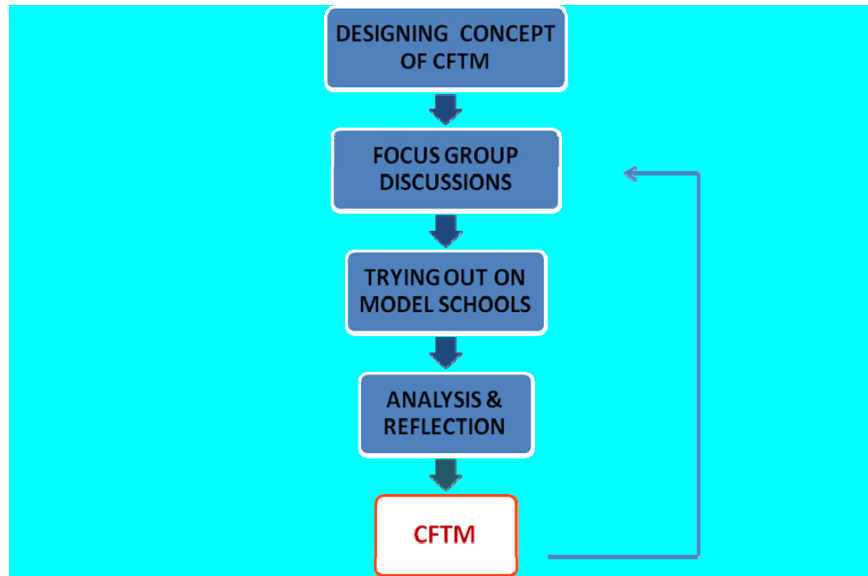 DESIGNING CONCEPT
OF CFTM
FOCUS GROUP
DISCUSSIONS
TRYING OUT ON
MODEL SCHOOLS
ANALYSIS &
REFLECTION
CFTM